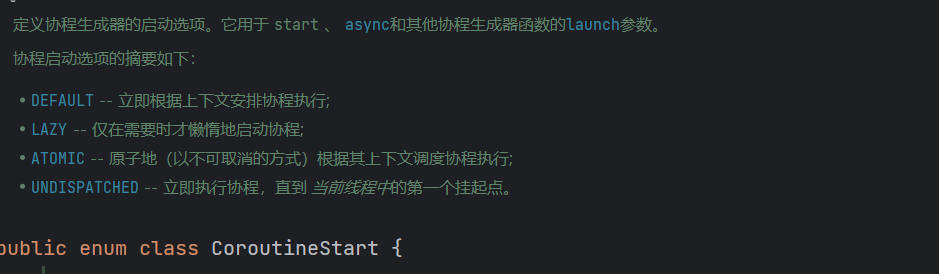 定义协程生成器的启动选项。它用于 start 、 async和其他协程生成器函数的launch参数。
协程启动选项的摘要如下：
• DEFAULT -- 立即根据上下文安排协程执行;
• LAZY -- 仅在需要时才懒惰地启动协程;
• ATOMIC -- 原子地（以不可取消的方式）根据其上下文调度协程执行;
• UNDISPATCHED -- 立即执行协程，直到 当前线程中的第一个挂起点。
public enum class CoroutineStart {